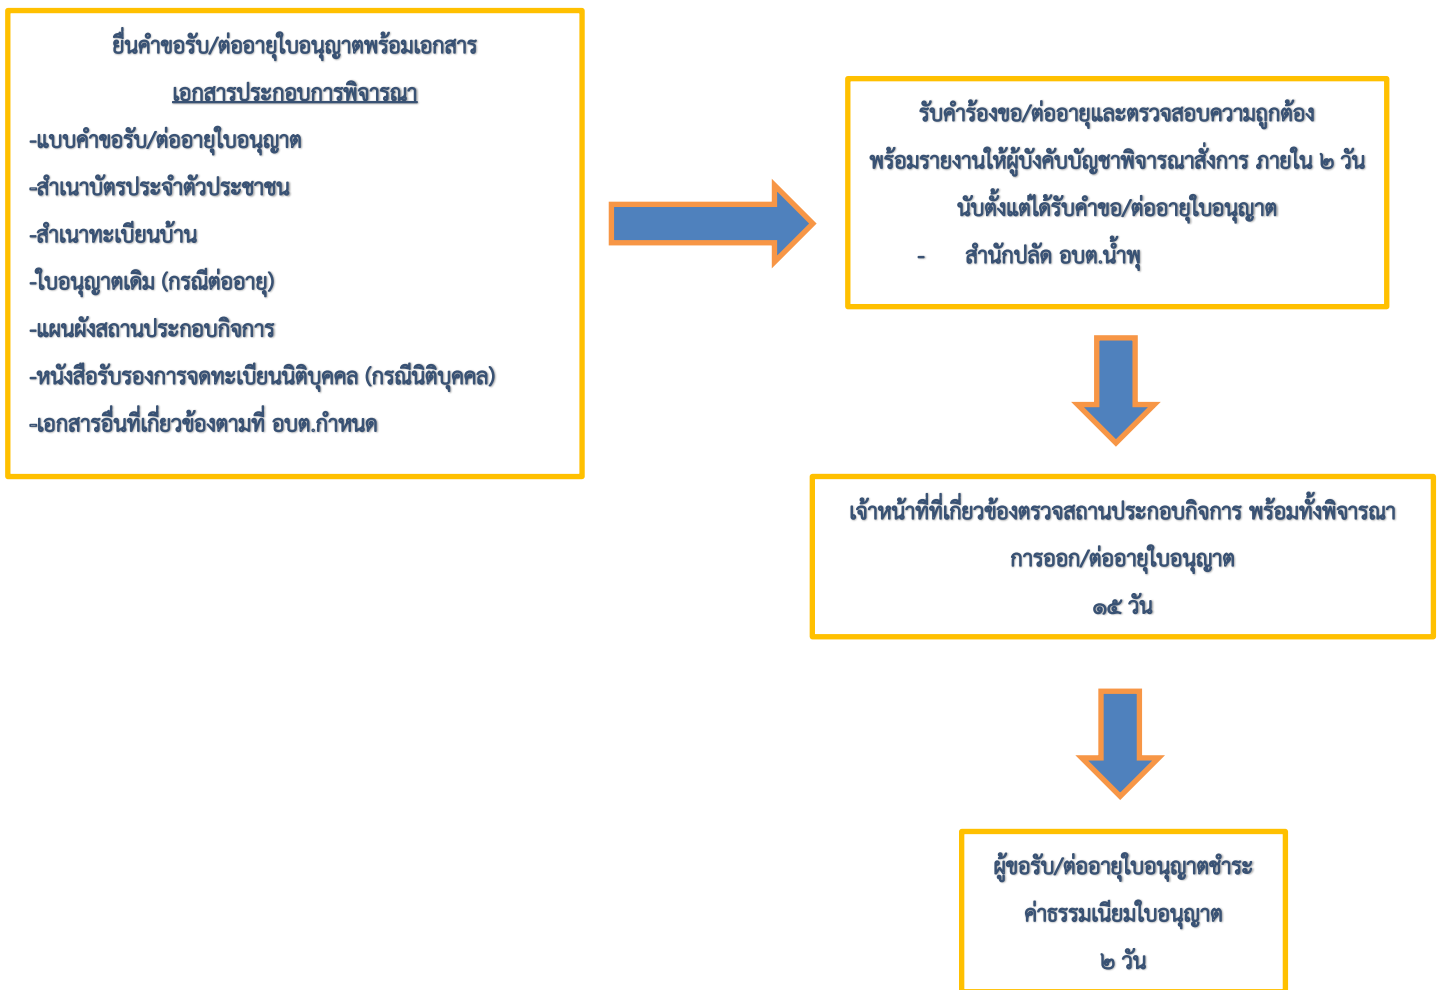 ยื่นคำขอรับ/ต่ออายุใบอนุญาตพร้อมเอกสาร
เอกสารประกอบการพิจารณา
-แบบคำขอรับ/ต่ออายุใบอนุญาต
-สำเนาบัตรประจำตัวประชาชน
-สำเนาทะเบียนบ้าน
-ใบอนุญาตเดิม (กรณีต่ออายุ)
-แผนผังสถานประกอบกิจการ
-หนังสือรับรองการจดทะเบียนนิติบุคคล (กรณีนิติบุคคล)
-เอกสารอื่นที่เกี่ยวข้องตามที่ อบต.กำหนด
รับคำร้องขอ/ต่ออายุและตรวจสอบความถูกต้อง
พร้อมรายงานให้ผู้บังคับบัญชาพิจารณาสั่งการ ภายใน ๒ วัน
นับตั้งแต่ได้รับคำขอ/ต่ออายุใบอนุญาต
- สำนักปลัด อบต.น้ำพุ
เจ้าหน้าที่ที่เกี่ยวข้องตรวจสถานประกอบกิจการ พร้อมทั้งพิจารณา
การออก/ต่ออายุใบอนุญาต
๑๕ วัน
ผู้ขอรับ/ต่ออายุใบอนุญาตชำระ
ค่าธรรมเนียมใบอนุญาต
๒ วัน